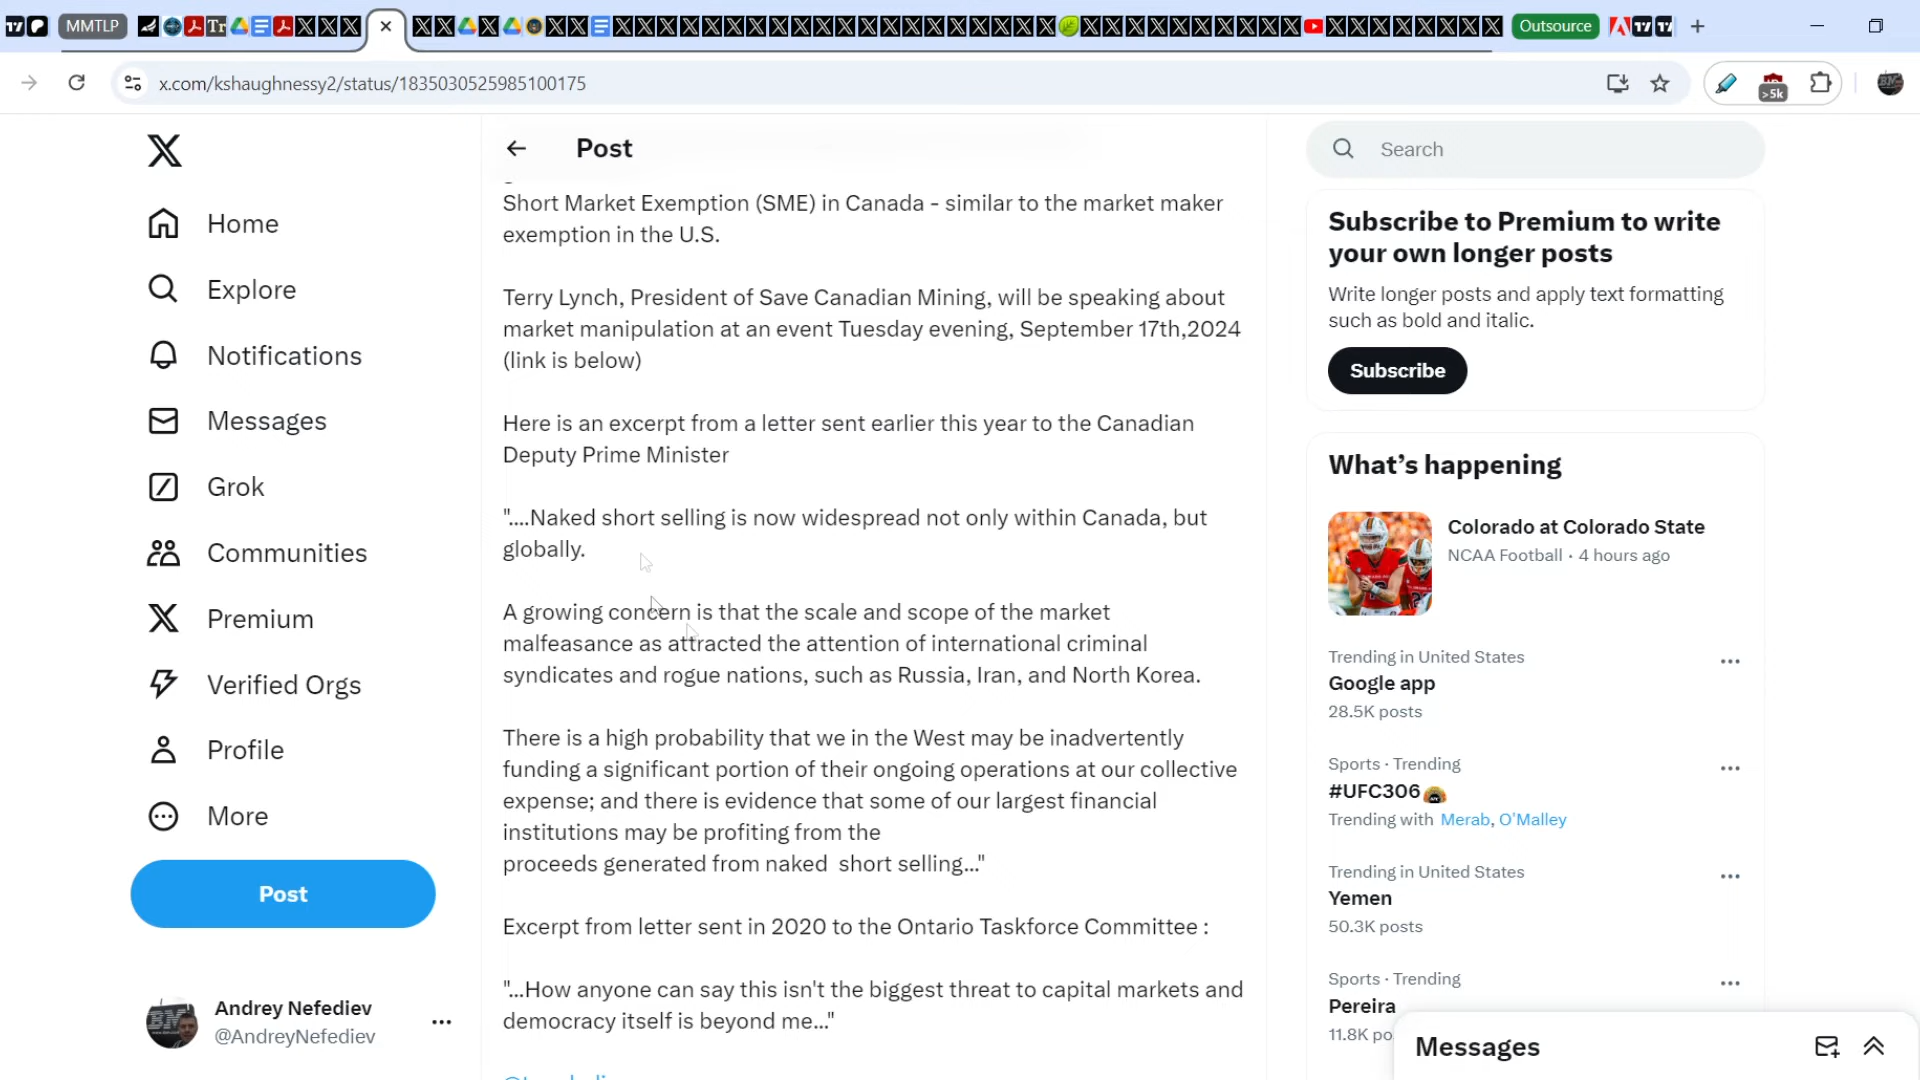 MMTLP
Outsource
x.com/kshaughnessy2/status/1835030525985100175
>5k
Home
Explore
Notifications
Messages
Grok
Communities
Premium
Verified Orgs
Profile
More
Post
Andrey Nefediev
@AndreyNefediev
Post
Short Market Exemption (SME) in Canada - similar to the market maker
exemption in the U.S.
Terry Lynch, President of Save Canadian Mining, will be speaking about
market manipulation at an event Tuesday evening, September 17th,2024
(link is below)
Here is an excerpt from a letter sent earlier this year to the Canadian
Deputy Prime Minister
"....Naked short selling is now widespread not only within Canada, but
globally.
A growing concern is that the scale and scope of the market
malfeasance as attracted the attention of international criminal
syndicates and rogue nations, such as Russia, Iran, and North Korea.
There is a high probability that we in the West may be inadvertently
funding a significant portion of their ongoing operations at our collective
expense; and there is evidence that some of our largest financial
institutions may be profiting from the
proceeds generated from naked  short selling..."
Excerpt from letter sent in 2020 to the Ontario Taskforce Committee :
"...How anyone can say this isn't the biggest threat to capital markets and
democracy itself is beyond me..."
Search
Subscribe to Premium to write
your own longer posts
Write longer posts and apply text formatting
such as bold and italic.
Subscribe
What's happening
Colorado at Colorado State
NCAA Football · 4 hours ago
Trending in United States
Google app
28.5K posts
Sports · Trending
#UFC306
Trending with Merab, O'Malley
Trending in United States
Yemen
50.3K posts
Sports · Trending
Pereira
11.8K po
Messages